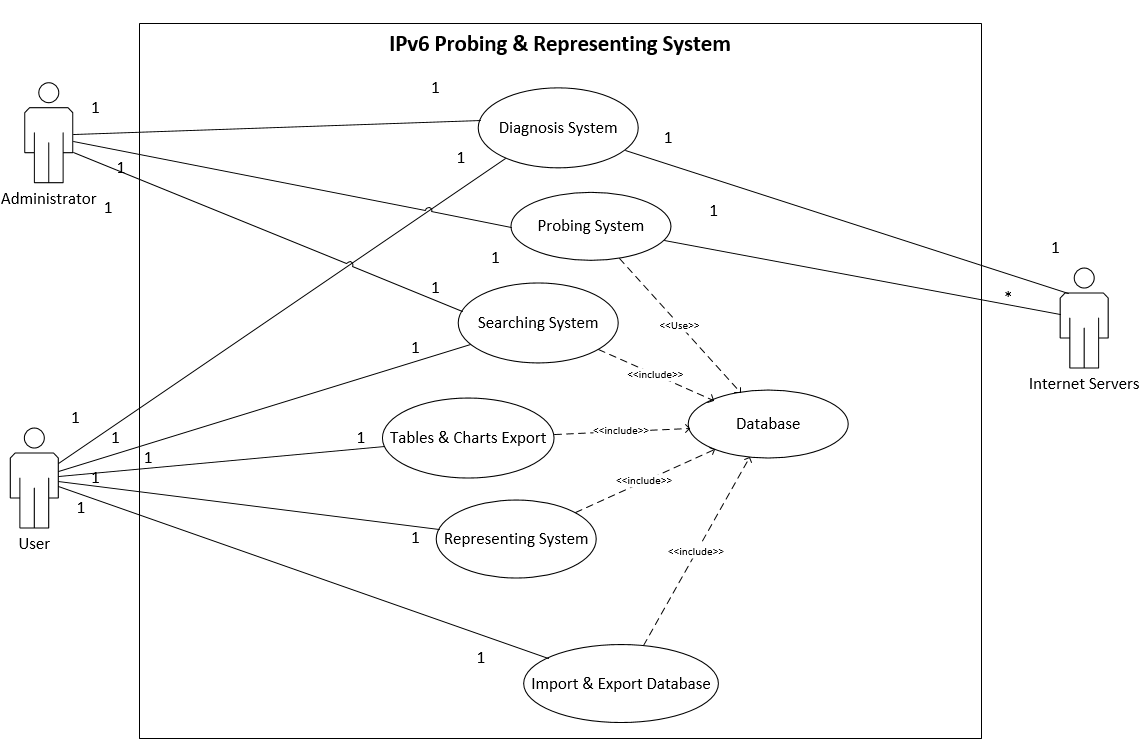 IPv6 Probing & Representing System
1
1
Diagnosis System
1
1
1
Administrator
1
1
Probing System
1
1
1
*
Searching System
<<Use>>
1
<<include>>
Internet Servers
1
1
1
1
Tables & Charts Export
<<include>>
Database
1
1
<<include>>
1
User
1
Representing System
<<include>>
1
Import & Export Database